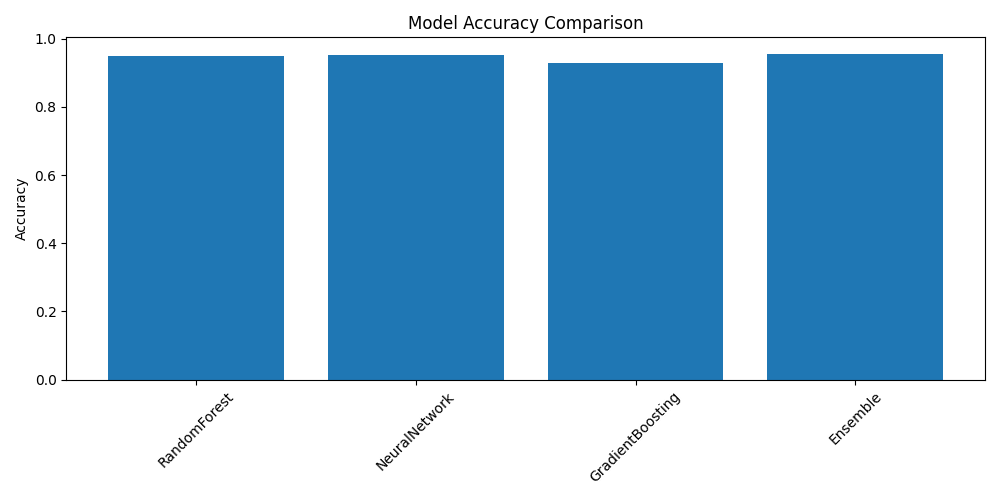 Model Accuracy Comparison
Accuracy
1.0
0.8
0.6
0.4
0.2
0.0
RandomForest
NeuralNetwork
GradientBoosting
Ensemble